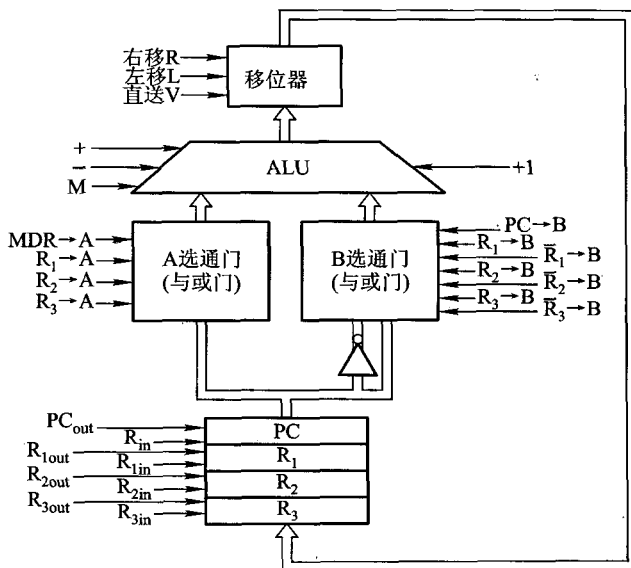 右移R
左移L
直送V
移位器
+
−
M
ALU
+1
MDR→A
R₁→A
R₂→A
R₃→A
A选通门
(与或门)
B选通门
(与或门)
PC→B
R₁→B
R̅₁→B
R₂→B
R̅₂→B
R₃→B
R̅₃→B
PCout
Rin
R1out
R1in
R2out
R2in
R3out
R3in
PC
R₁
R₂
R₃